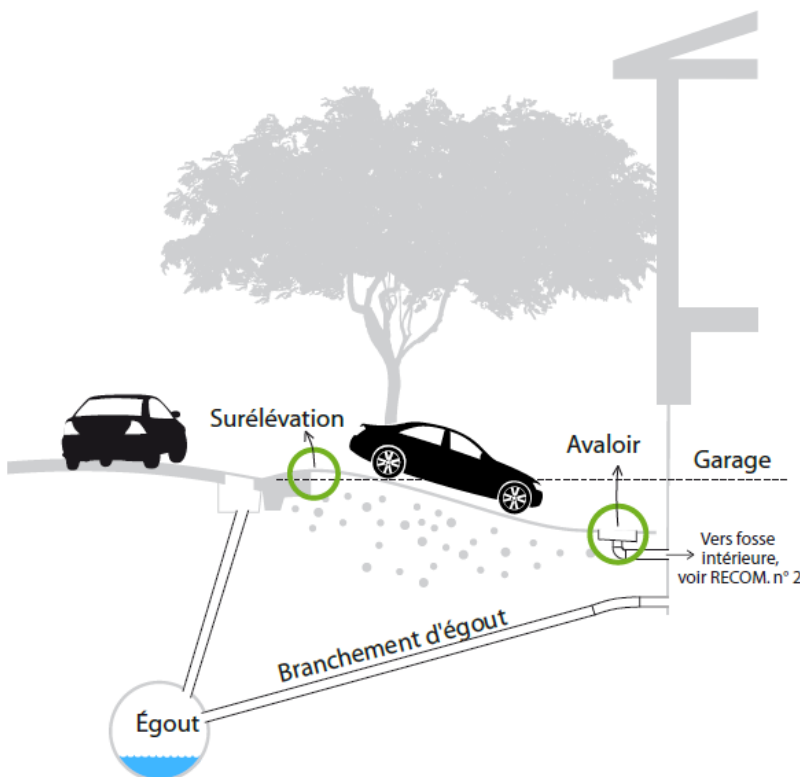 Surélévation
Avaloir
Garage
Vers fosse
intérieure,
voir RECOM. n° 2
Branchement d'égout
Égout